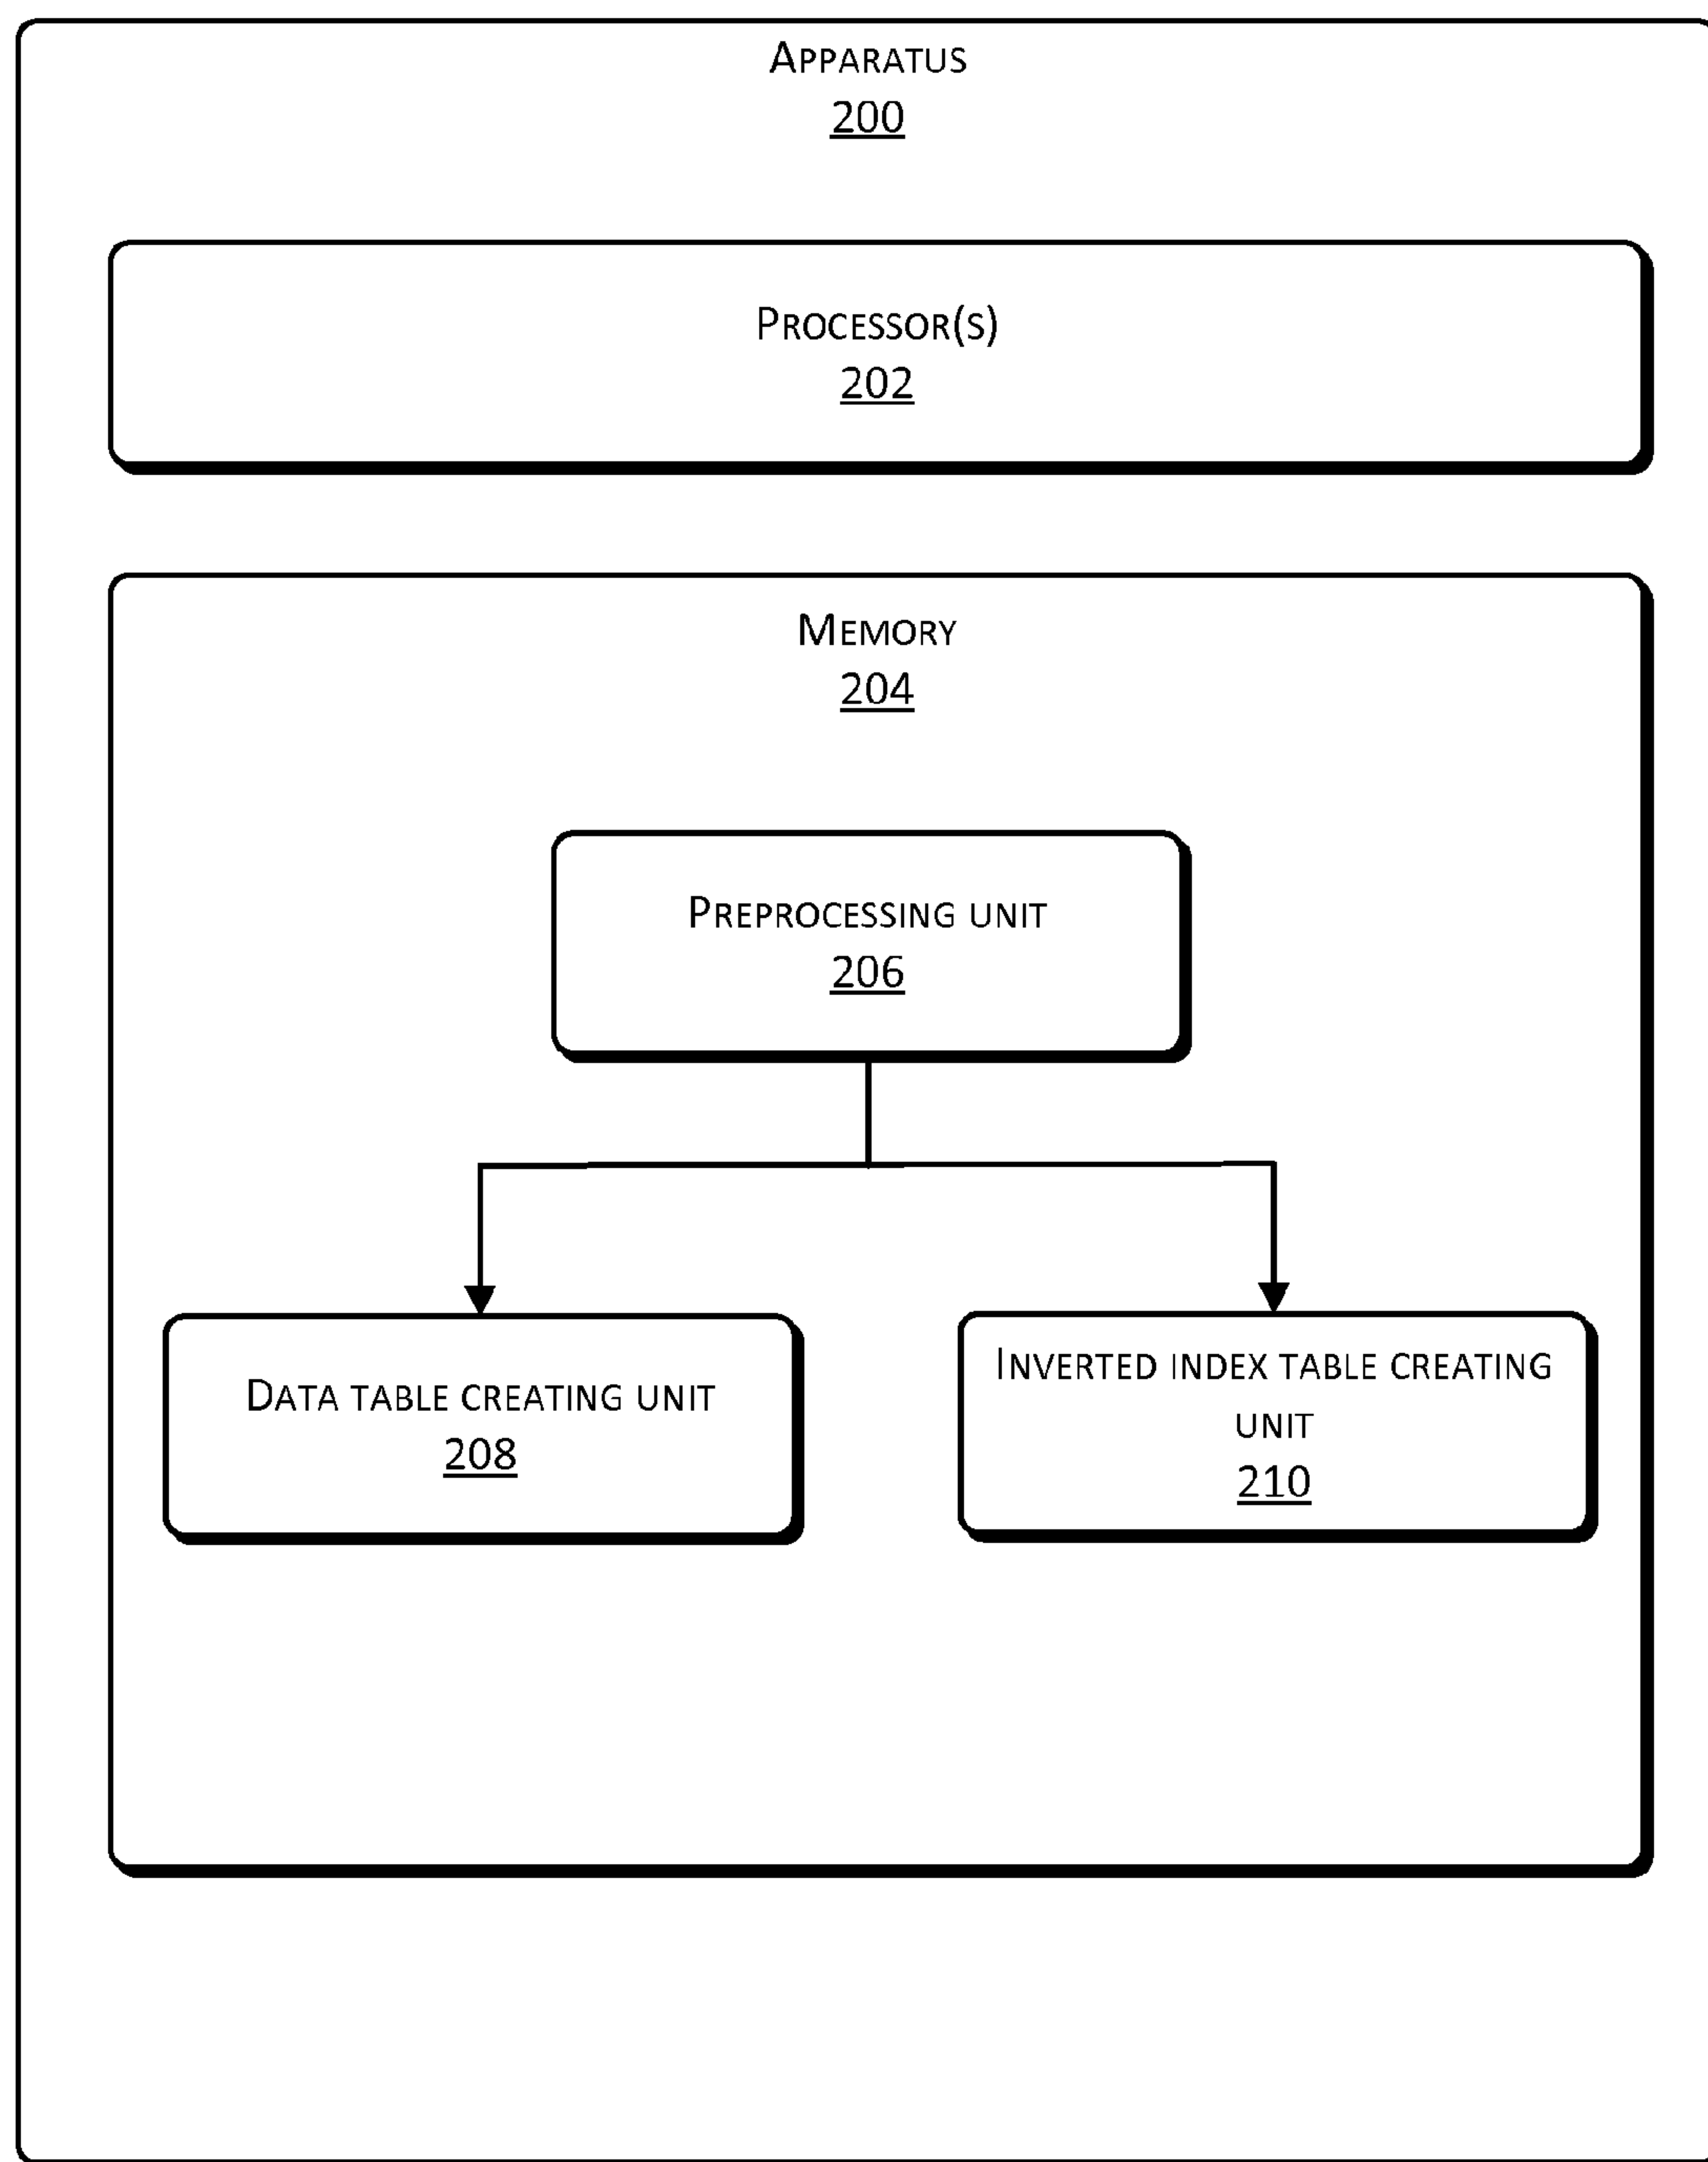 APPARATUS
200
PROCESSOR(S)
202
MEMORY
204
PREPROCESSING UNIT
206
DATA TABLE CREATING UNIT
208
INVERTED INDEX TABLE CREATING
UNIT
210